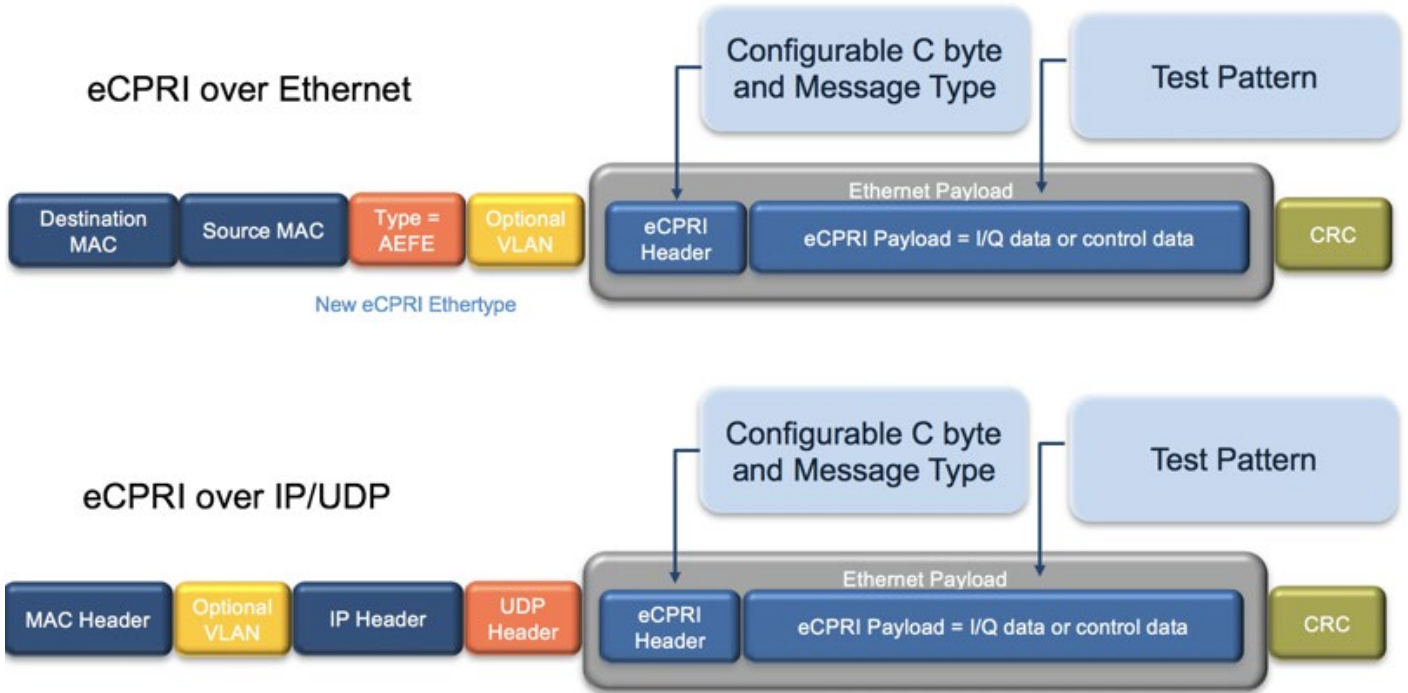 Configurable C byte
and Message Type
Test Pattern
eCPRI over Ethernet
Ethernet Payload
Destination
MAC
Source MAC
Type =
AEFE
Optional
VLAN
eCPRI
Header
eCPRI Payload = I/Q data or control data
CRC
New eCPRI Ethertype
Configurable C byte
and Message Type
Test Pattern
eCPRI over IP/UDP
Ethernet Payload
MAC Header
Optional
VLAN
IP Header
UDP
Header
eCPRI
Header
eCPRI Payload = I/Q data or control data
CRC